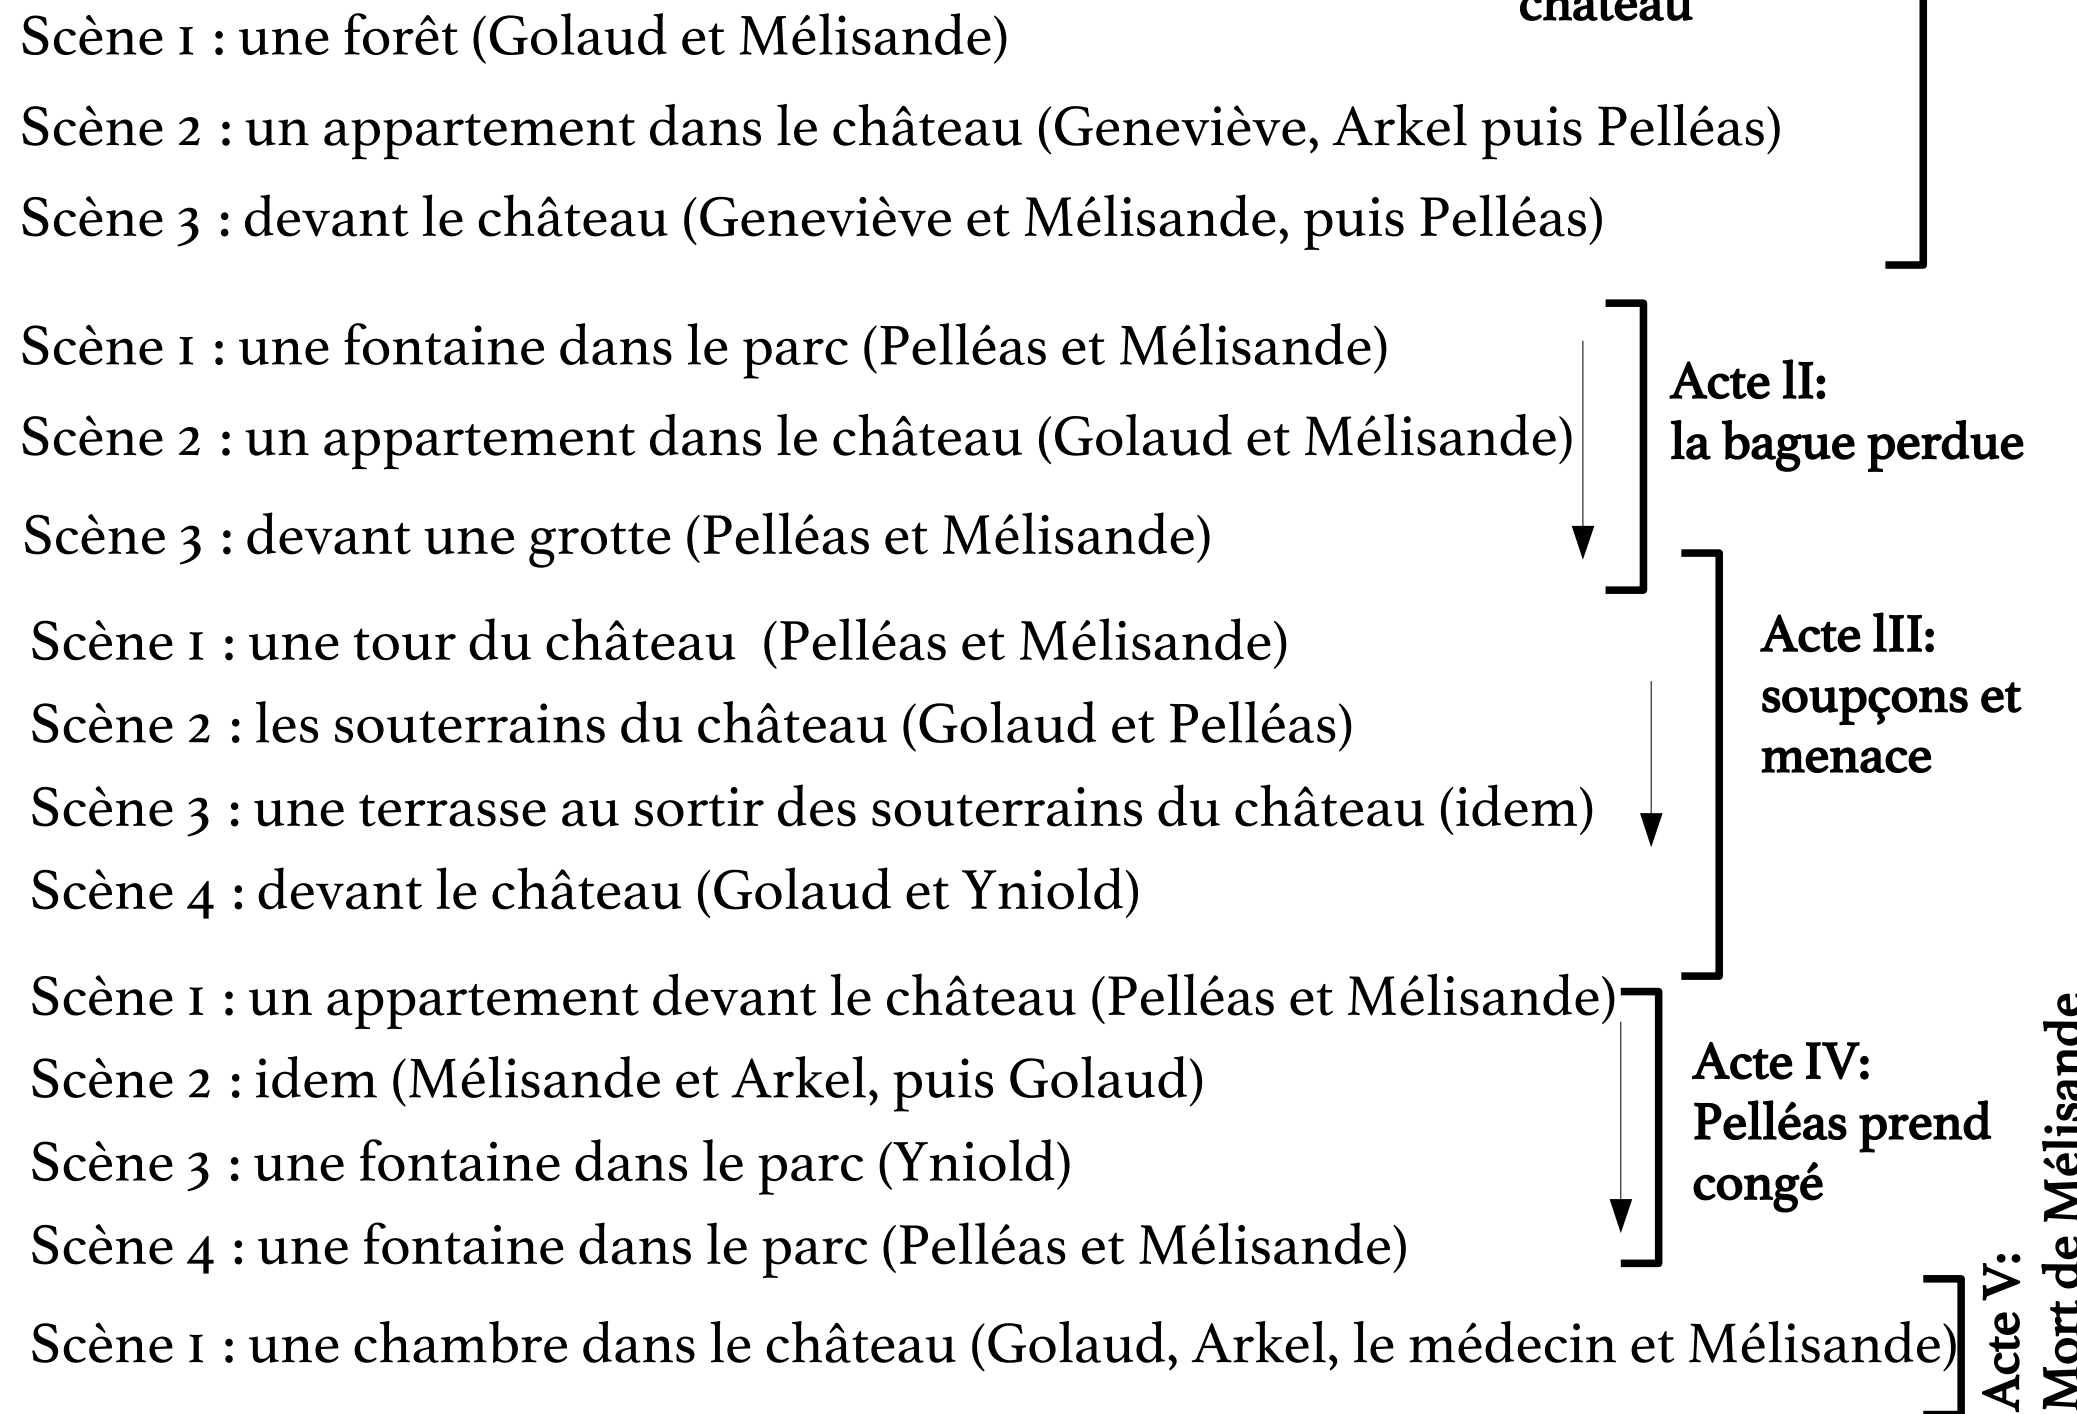 château
Scène 1 : une forêt (Golaud et Mélisande)
Scène 2 : un appartement dans le château (Geneviève, Arkel puis Pelléas)
Scène 3 : devant le château (Geneviève et Mélisande, puis Pelléas)
Scène 1 : une fontaine dans le parc (Pelléas et Mélisande)
Scène 2 : un appartement dans le château (Golaud et Mélisande)
Scène 3 : devant une grotte (Pelléas et Mélisande)
Acte lI:
la bague perdue
Scène 1 : une tour du château (Pelléas et Mélisande)
Scène 2 : les souterrains du château (Golaud et Pelléas)
Scène 3 : une terrasse au sortir des souterrains du château (idem)
Scène 4 : devant le château (Golaud et Yniold)
Acte lII:
soupçons et
menace
Scène 1 : un appartement devant le château (Pelléas et Mélisande)
Scène 2 : idem (Mélisande et Arkel, puis Golaud)
Scène 3 : une fontaine dans le parc (Yniold)
Scène 4 : une fontaine dans le parc (Pelléas et Mélisande)
Acte IV:
Pelléas prend
congé
Scène 1 : une chambre dans le château (Golaud, Arkel, le médecin et Mélisande)
Acte V:
Mort de Mélisande